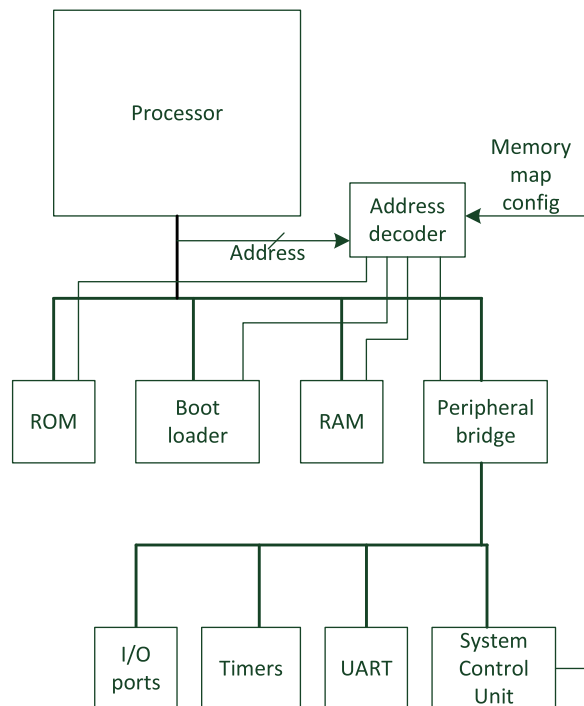 Processor
Memory
map
config
Address
decoder
Address
ROM
Boot
loader
RAM
Peripheral
bridge
I/O
ports
Timers
UART
System
Control
Unit